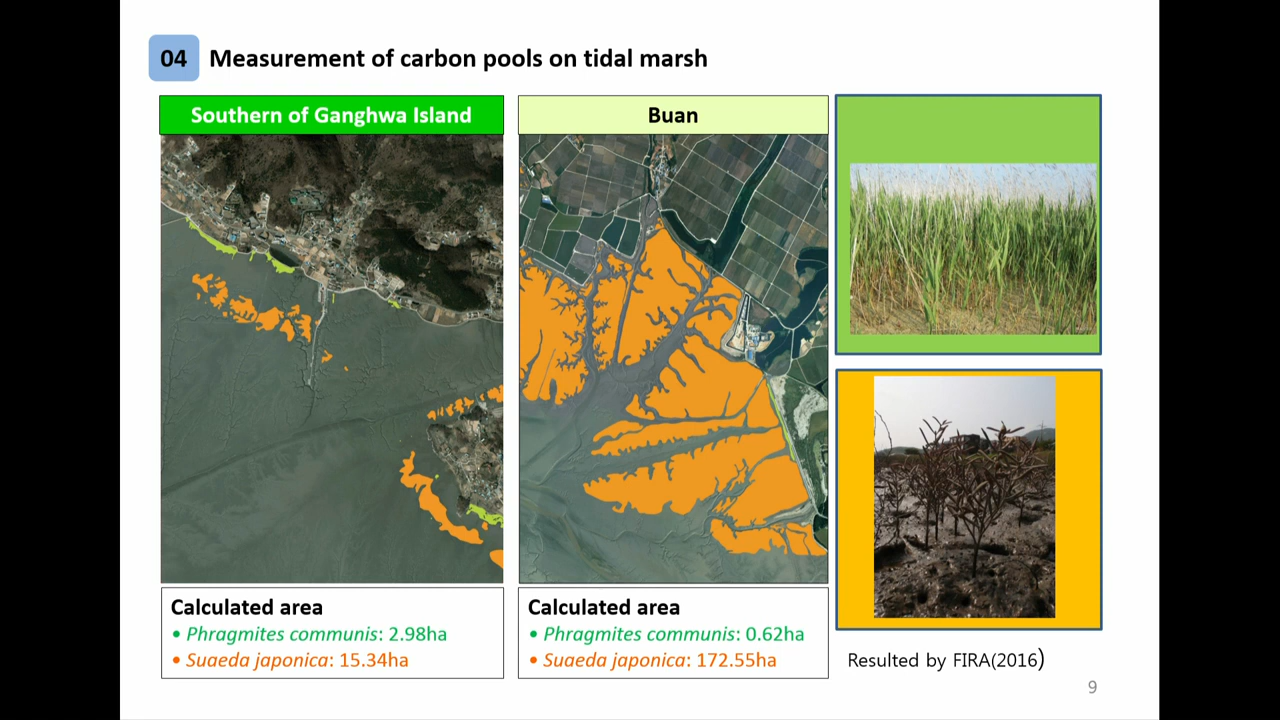 04 Measurement of carbon pools on tidal marsh
Southern of Ganghwa Island
Buan
Calculated area
• Phragmites communis: 2.98ha
• Suaeda japonica: 15.34ha
Calculated area
• Phragmites communis: 0.62ha
• Suaeda japonica: 172.55ha
Resulted by FIRA(2016)
9